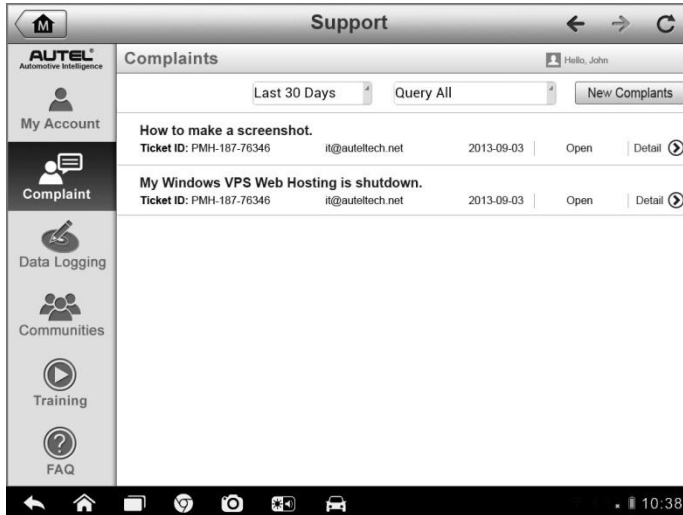 M
Support
AUTEL®
Automotive Intelligence
Complaints
Hello, John
Last 30 Days
Query All
New Complants
My Account
Complaint
Data Logging
Communities
Training
FAQ
How to make a screenshot.
Ticket ID: PMH-187-76346 it@auteltech.net 2013-09-03 Open Detail
My Windows VPS Web Hosting is shutdown.
Ticket ID: PMH-187-76346 it@auteltech.net 2013-09-03 Open Detail
10:38